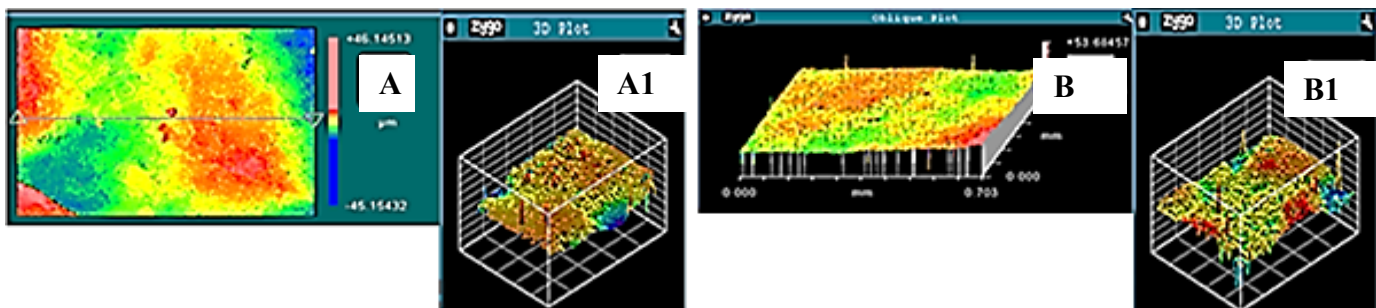 +46.14513
A
µm
-45.15432
zygo 3D Plot
A1
zygo Oblique Plot
+53.68457
B
mm
0.000
0.000 mm 0.703
zygo 3D Plot
B1